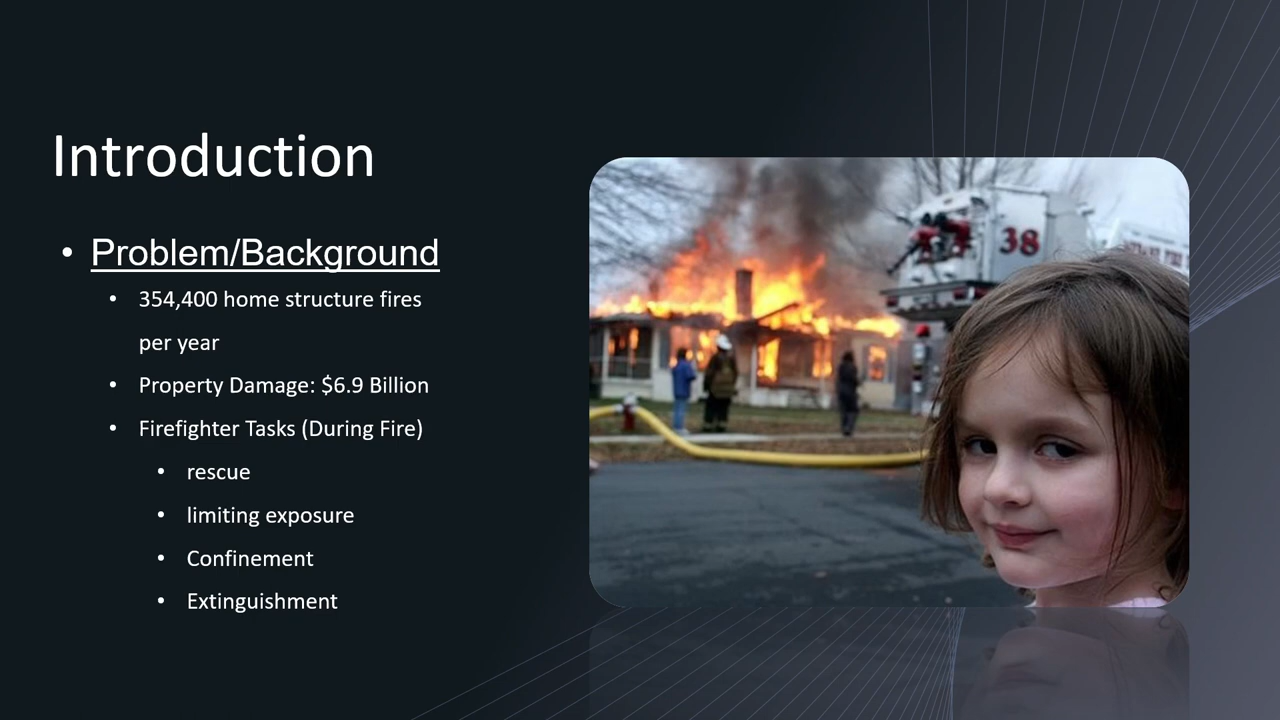 Introduction
• Problem/Background
• 354,400 home structure fires
per year
• Property Damage: $6.9 Billion
• Firefighter Tasks (During Fire)
• rescue
• limiting exposure
• Confinement
• Extinguishment
38